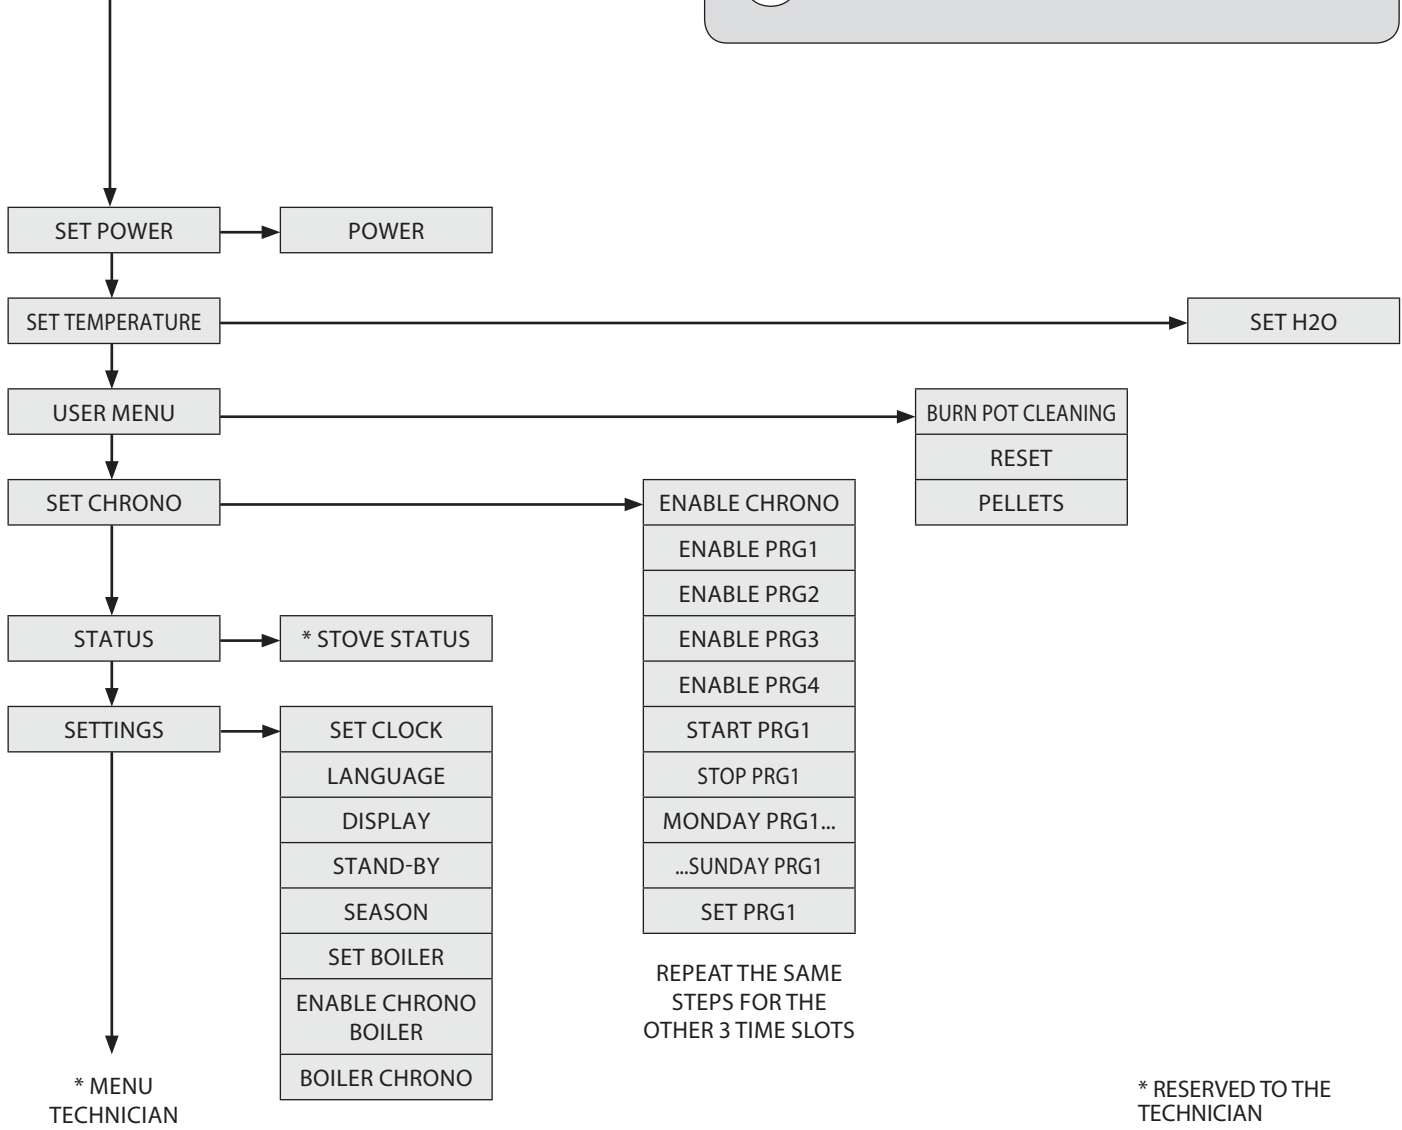 SET POWER
POWER
SET TEMPERATURE
SET H2O
USER MENU
BURN POT CLEANING
RESET
PELLETS
SET CHRONO
ENABLE CHRONO
ENABLE PRG1
ENABLE PRG2
ENABLE PRG3
ENABLE PRG4
START PRG1
STOP PRG1
MONDAY PRG1...
...SUNDAY PRG1
SET PRG1
REPEAT THE SAME
STEPS FOR THE
OTHER 3 TIME SLOTS
STATUS
* STOVE STATUS
SETTINGS
SET CLOCK
LANGUAGE
DISPLAY
STAND-BY
SEASON
SET BOILER
ENABLE CHRONO
BOILER
BOILER CHRONO
* MENU
TECHNICIAN
* RESERVED TO THE
TECHNICIAN